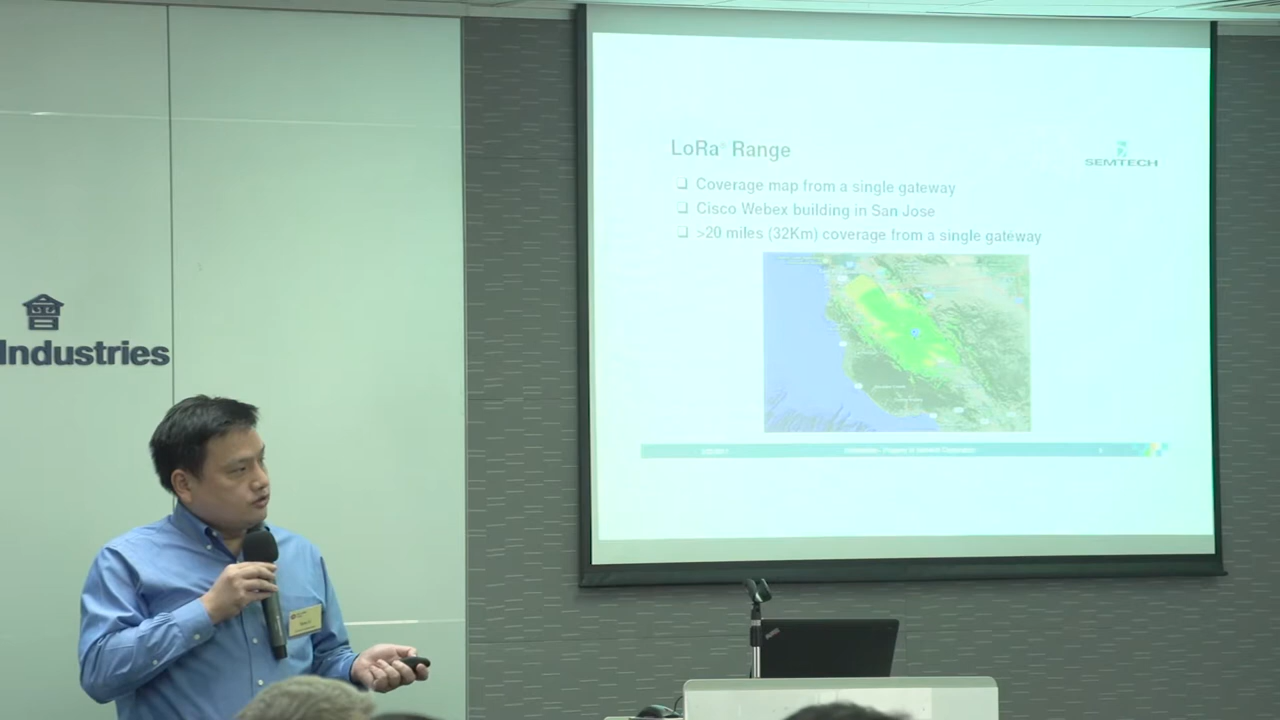 LoRa® Range
SEMTECH
❑ Coverage map from a single gateway
❑ Cisco Webex building in San Jose
❑ >20 miles (32Km) coverage from a single gateway
Industries